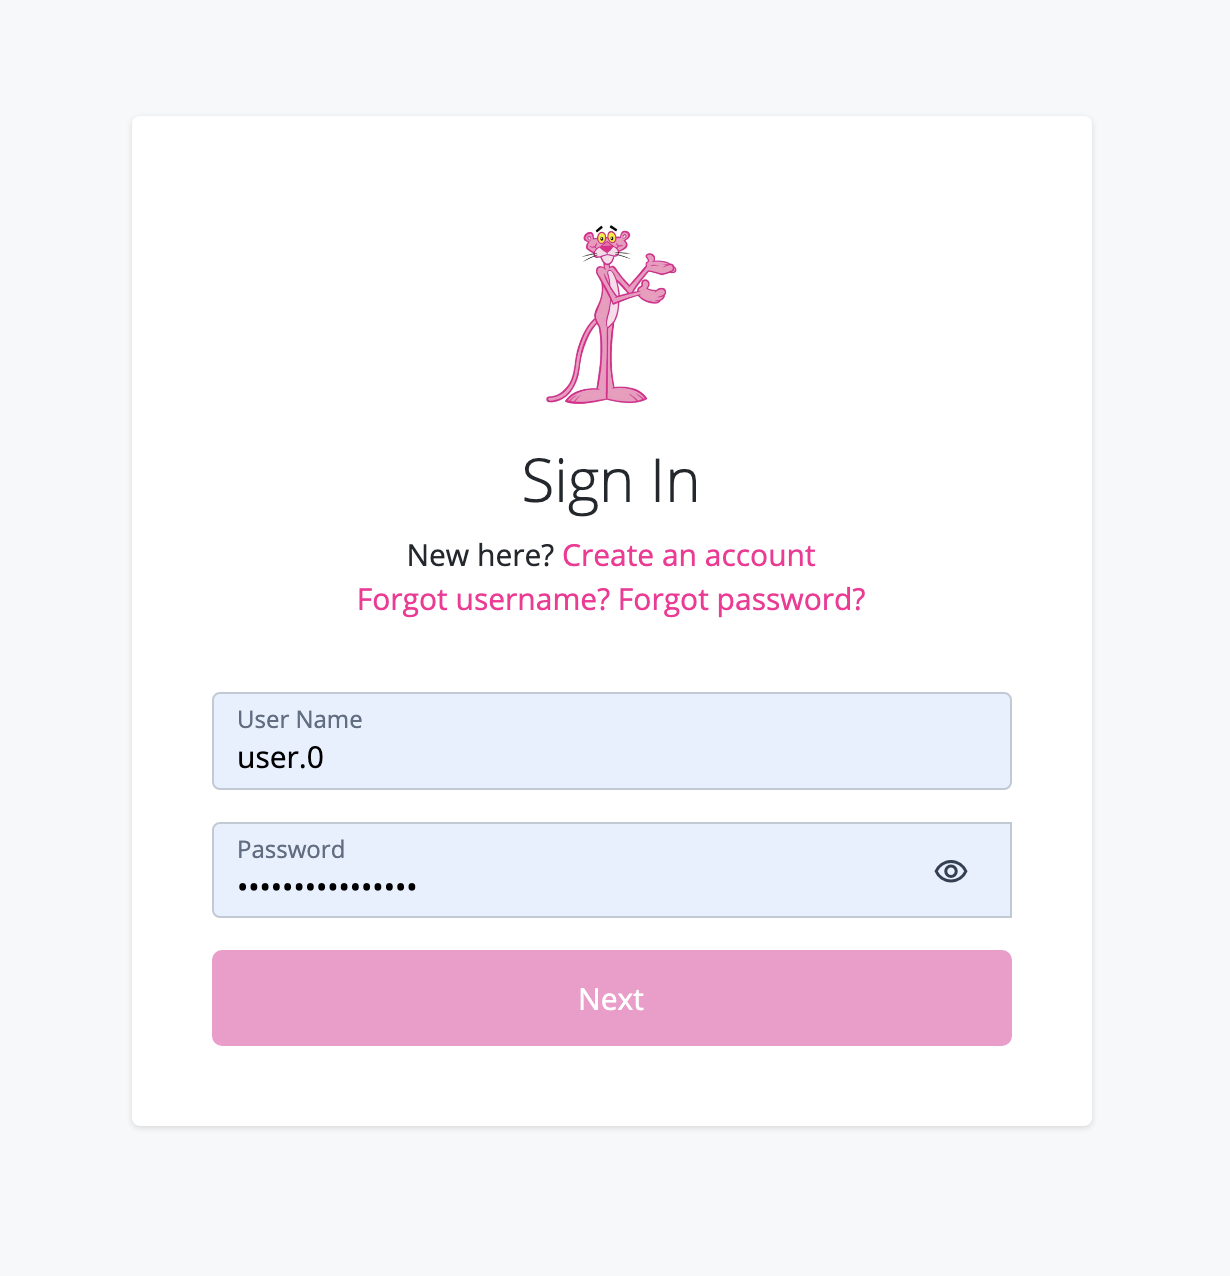 Sign In
New here? Create an account
Forgot username? Forgot password?
User Name
user.0
Password
••••••••••••••••
Next